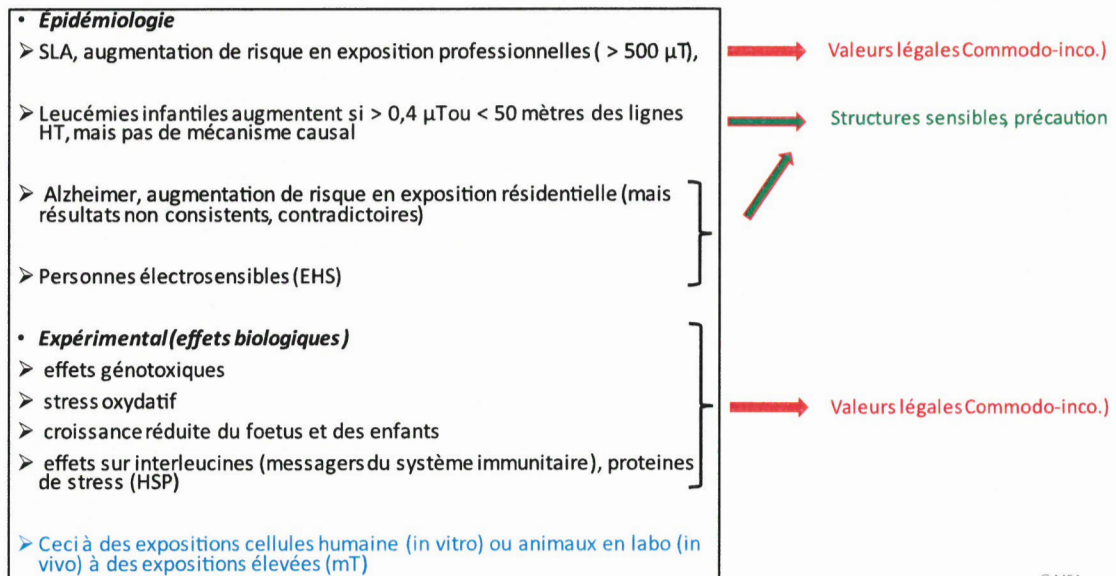 • Épidémiologie
➢ SLA, augmentation de risque en exposition professionnelles ( > 500 µT),
Valeurs légales Commodo-inco.)
➢ Leucémies infantiles augmentent si > 0,4 µTou < 50 mètres des lignes
HT, mais pas de mécanisme causal
Structures sensibles, précaution
➢ Alzheimer, augmentation de risque en exposition résidentielle (mais
résultats non consistents, contradictoires)
➢ Personnes électrosensibles (EHS)
• Expérimental (effets biologiques)
➢ effets génotoxiques
➢ stress oxydatif
➢ croissance réduite du foetus et des enfants
Valeurs légales Commodo-inco.)
➢ effets sur interleucines (messagers du système immunitaire), proteines
de stress (HSP)
➢ Ceci à des expositions cellules humaine (in vitro) ou animaux en labo (in
vivo) à des expositions élevées (mT)